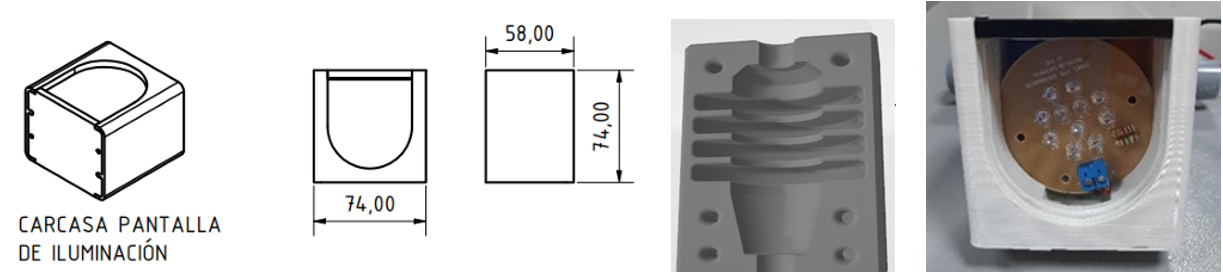 CARCASA PANTALLA
DE ILUMINACIÓN
74,00
58,00
74,00